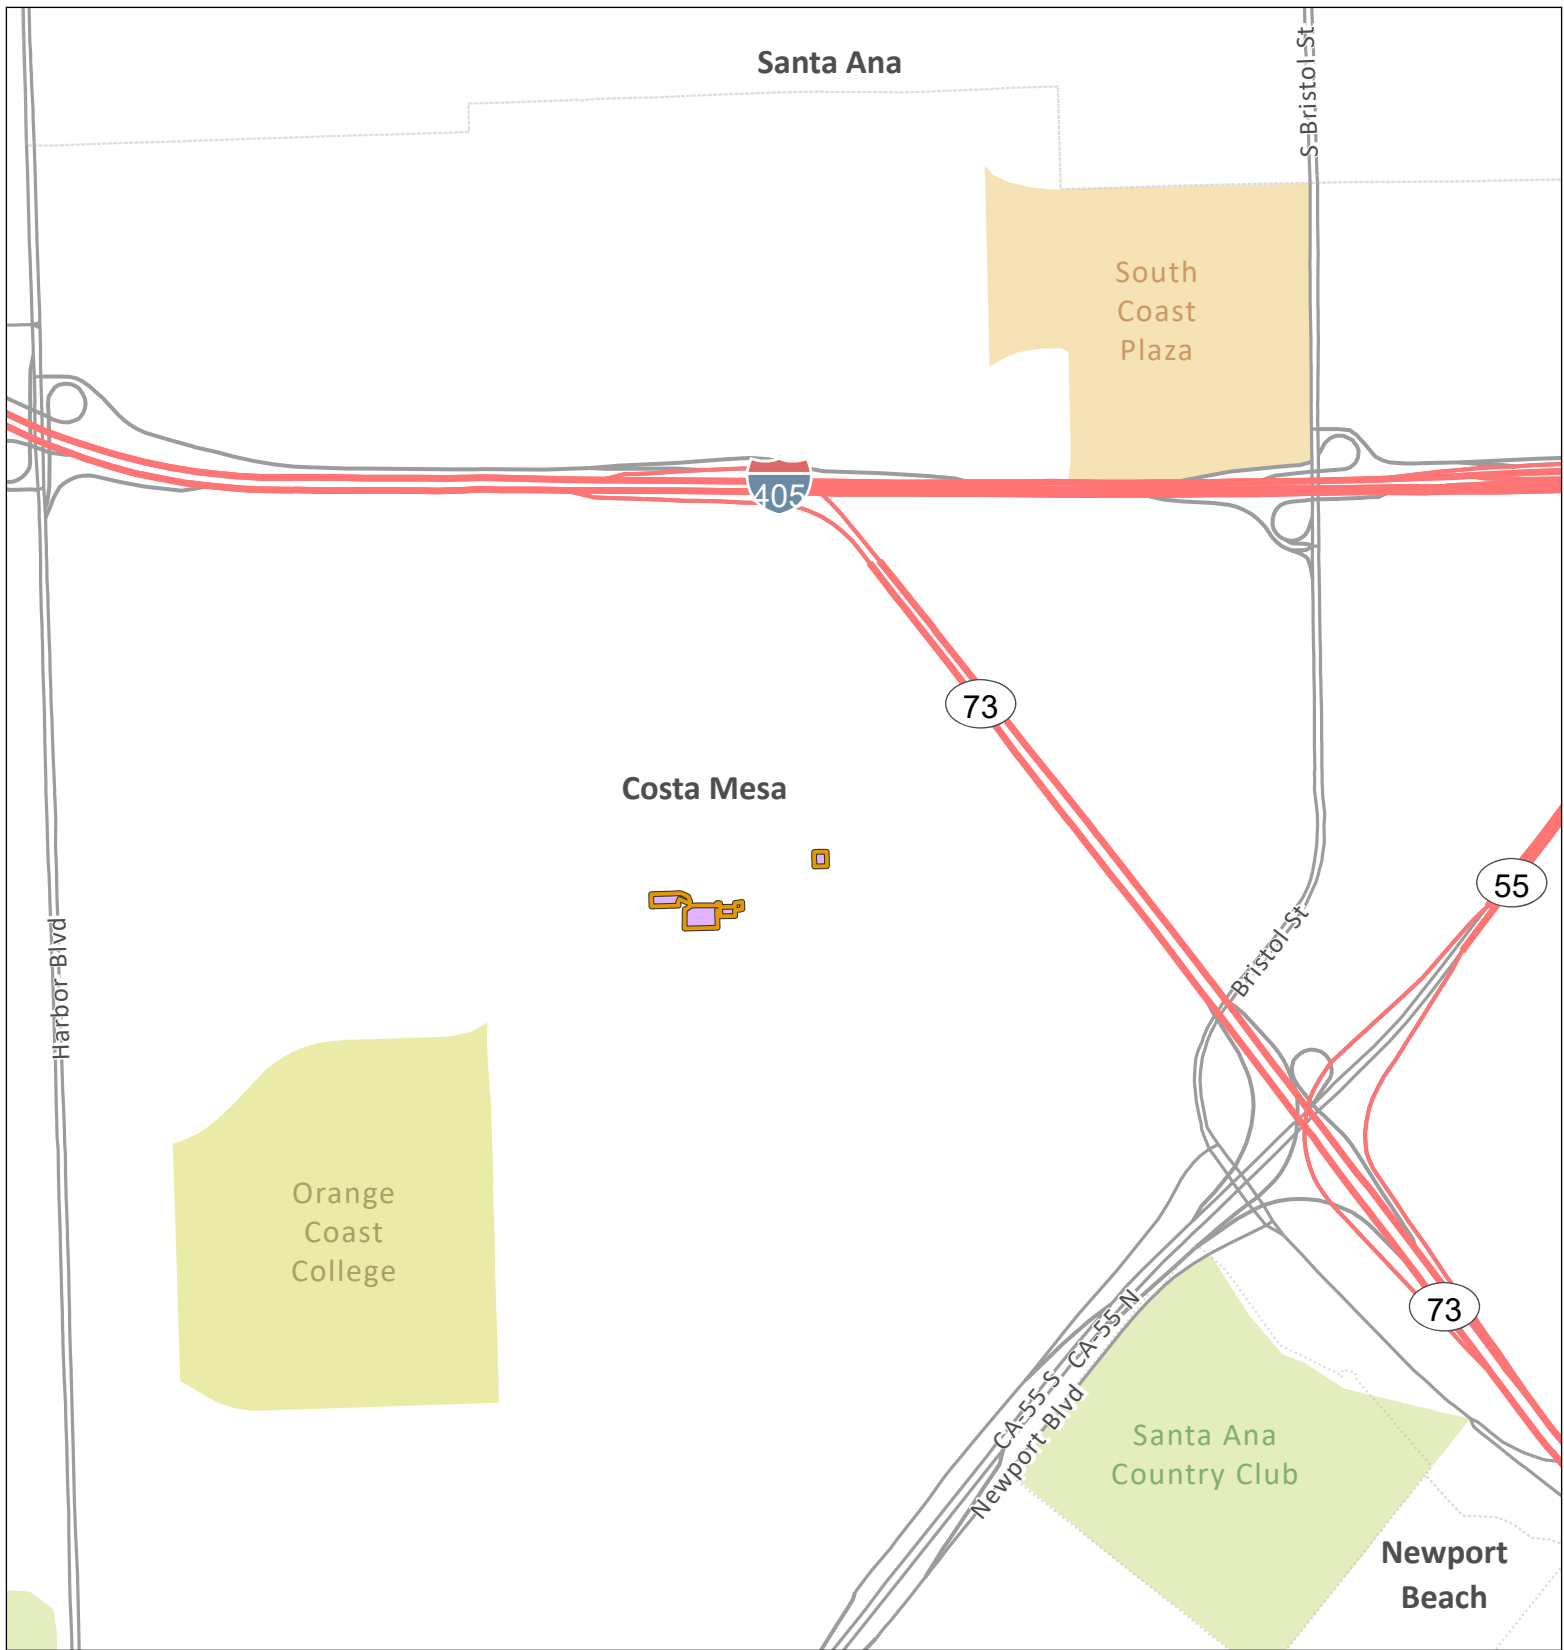 Santa Ana
S Bristol St
South
Coast
Plaza
405
73
Costa Mesa
55
Bristol St
Harbor Blvd
Orange
Coast
College
CA-55 N
73
CA-55 S
Newport Blvd
Santa Ana
Country Club
Newport
Beach